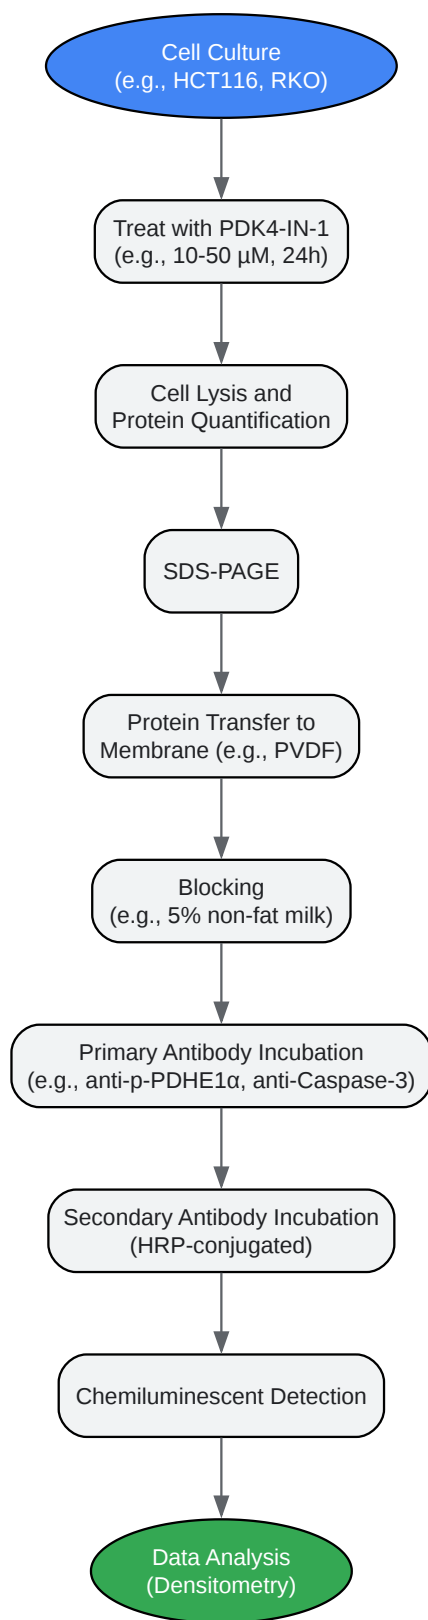 Cell Culture
(e.g., HCT116, RKO)
Treat with PDK4-IN-1
(e.g., 10-50 µM, 24h)
Cell Lysis and
Protein Quantification
SDS-PAGE
Protein Transfer to
Membrane (e.g., PVDF)
Blocking
(e.g., 5% non-fat milk)
Primary Antibody Incubation
(e.g., anti-p-PDHE1α, anti-Caspase-3)
Secondary Antibody Incubation
(HRP-conjugated)
Chemiluminescent Detection
Data Analysis
(Densitometry)